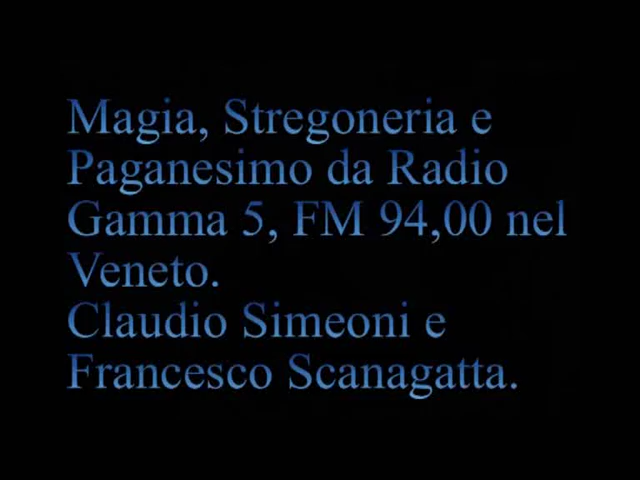 Magia, Stregoneria e
Paganesimo da Radio
Gamma 5, FM 94,00 nel
Veneto.
Claudio Simeoni e
Francesco Scanagatta.